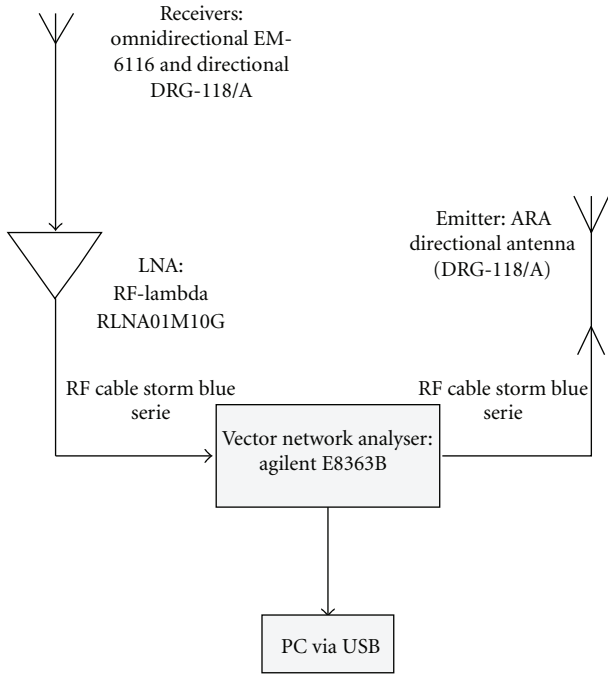 Receivers:
omnidirectional EM-
6116 and directional
DRG-118/A
Emitter: ARA
directional antenna
(DRG-118/A)
LNA:
RF-lambda
RLNA01M10G
RF cable storm blue
serie
RF cable storm blue
serie
Vector network analyser:
agilent E8363B
PC via USB